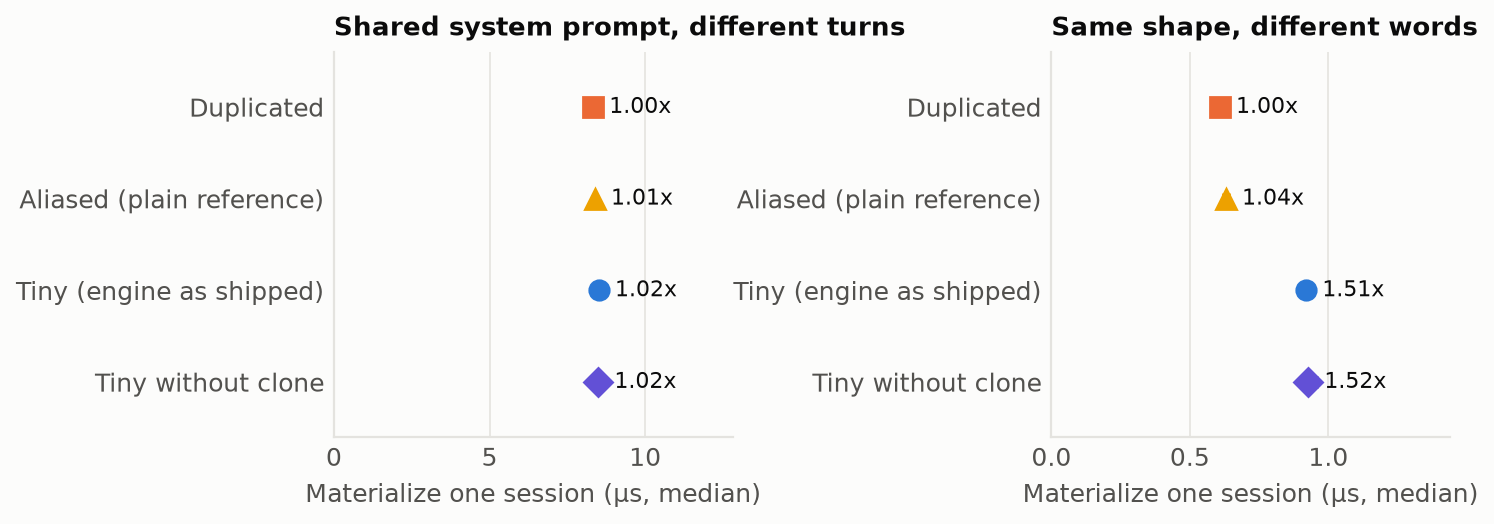 Shared system prompt, different turns
Duplicated
1.00x
Aliased (plain reference)
1.01x
Tiny (engine as shipped)
1.02x
Tiny without clone
1.02x
0 5 10
Materialize one session (µs, median)
Same shape, different words
Duplicated
1.00x
Aliased (plain reference)
1.04x
Tiny (engine as shipped)
1.51x
Tiny without clone
1.52x
0.0 0.5 1.0
Materialize one session (µs, median)